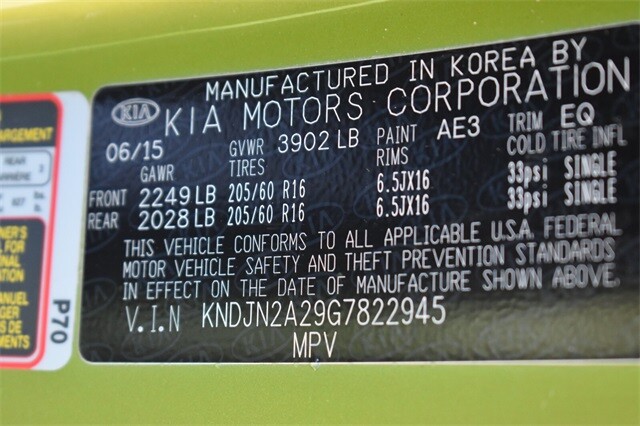 MANUFACTURED IN KOREA BY
KIA KIA MOTORS CORPORATION
06/15 GVWR 3902 LB PAINT AE3 TRIM EQ
GAWR TIRES RIMS COLD TIRE INFL
FRONT 2249 LB 205/60 R16 6.5JX16 33psi SINGLE
REAR 2028 LB 205/60 R16 6.5JX16 33psi SINGLE
THIS VEHICLE CONFORMS TO ALL APPLICABLE U.S.A. FEDERAL
MOTOR VEHICLE SAFETY AND THEFT PREVENTION STANDARDS
IN EFFECT ON THE DATE OF MANUFACTURE SHOWN ABOVE.
V.I.N KNDJN2A29G7822945
MPV
P70
ARGEMENT
REAR